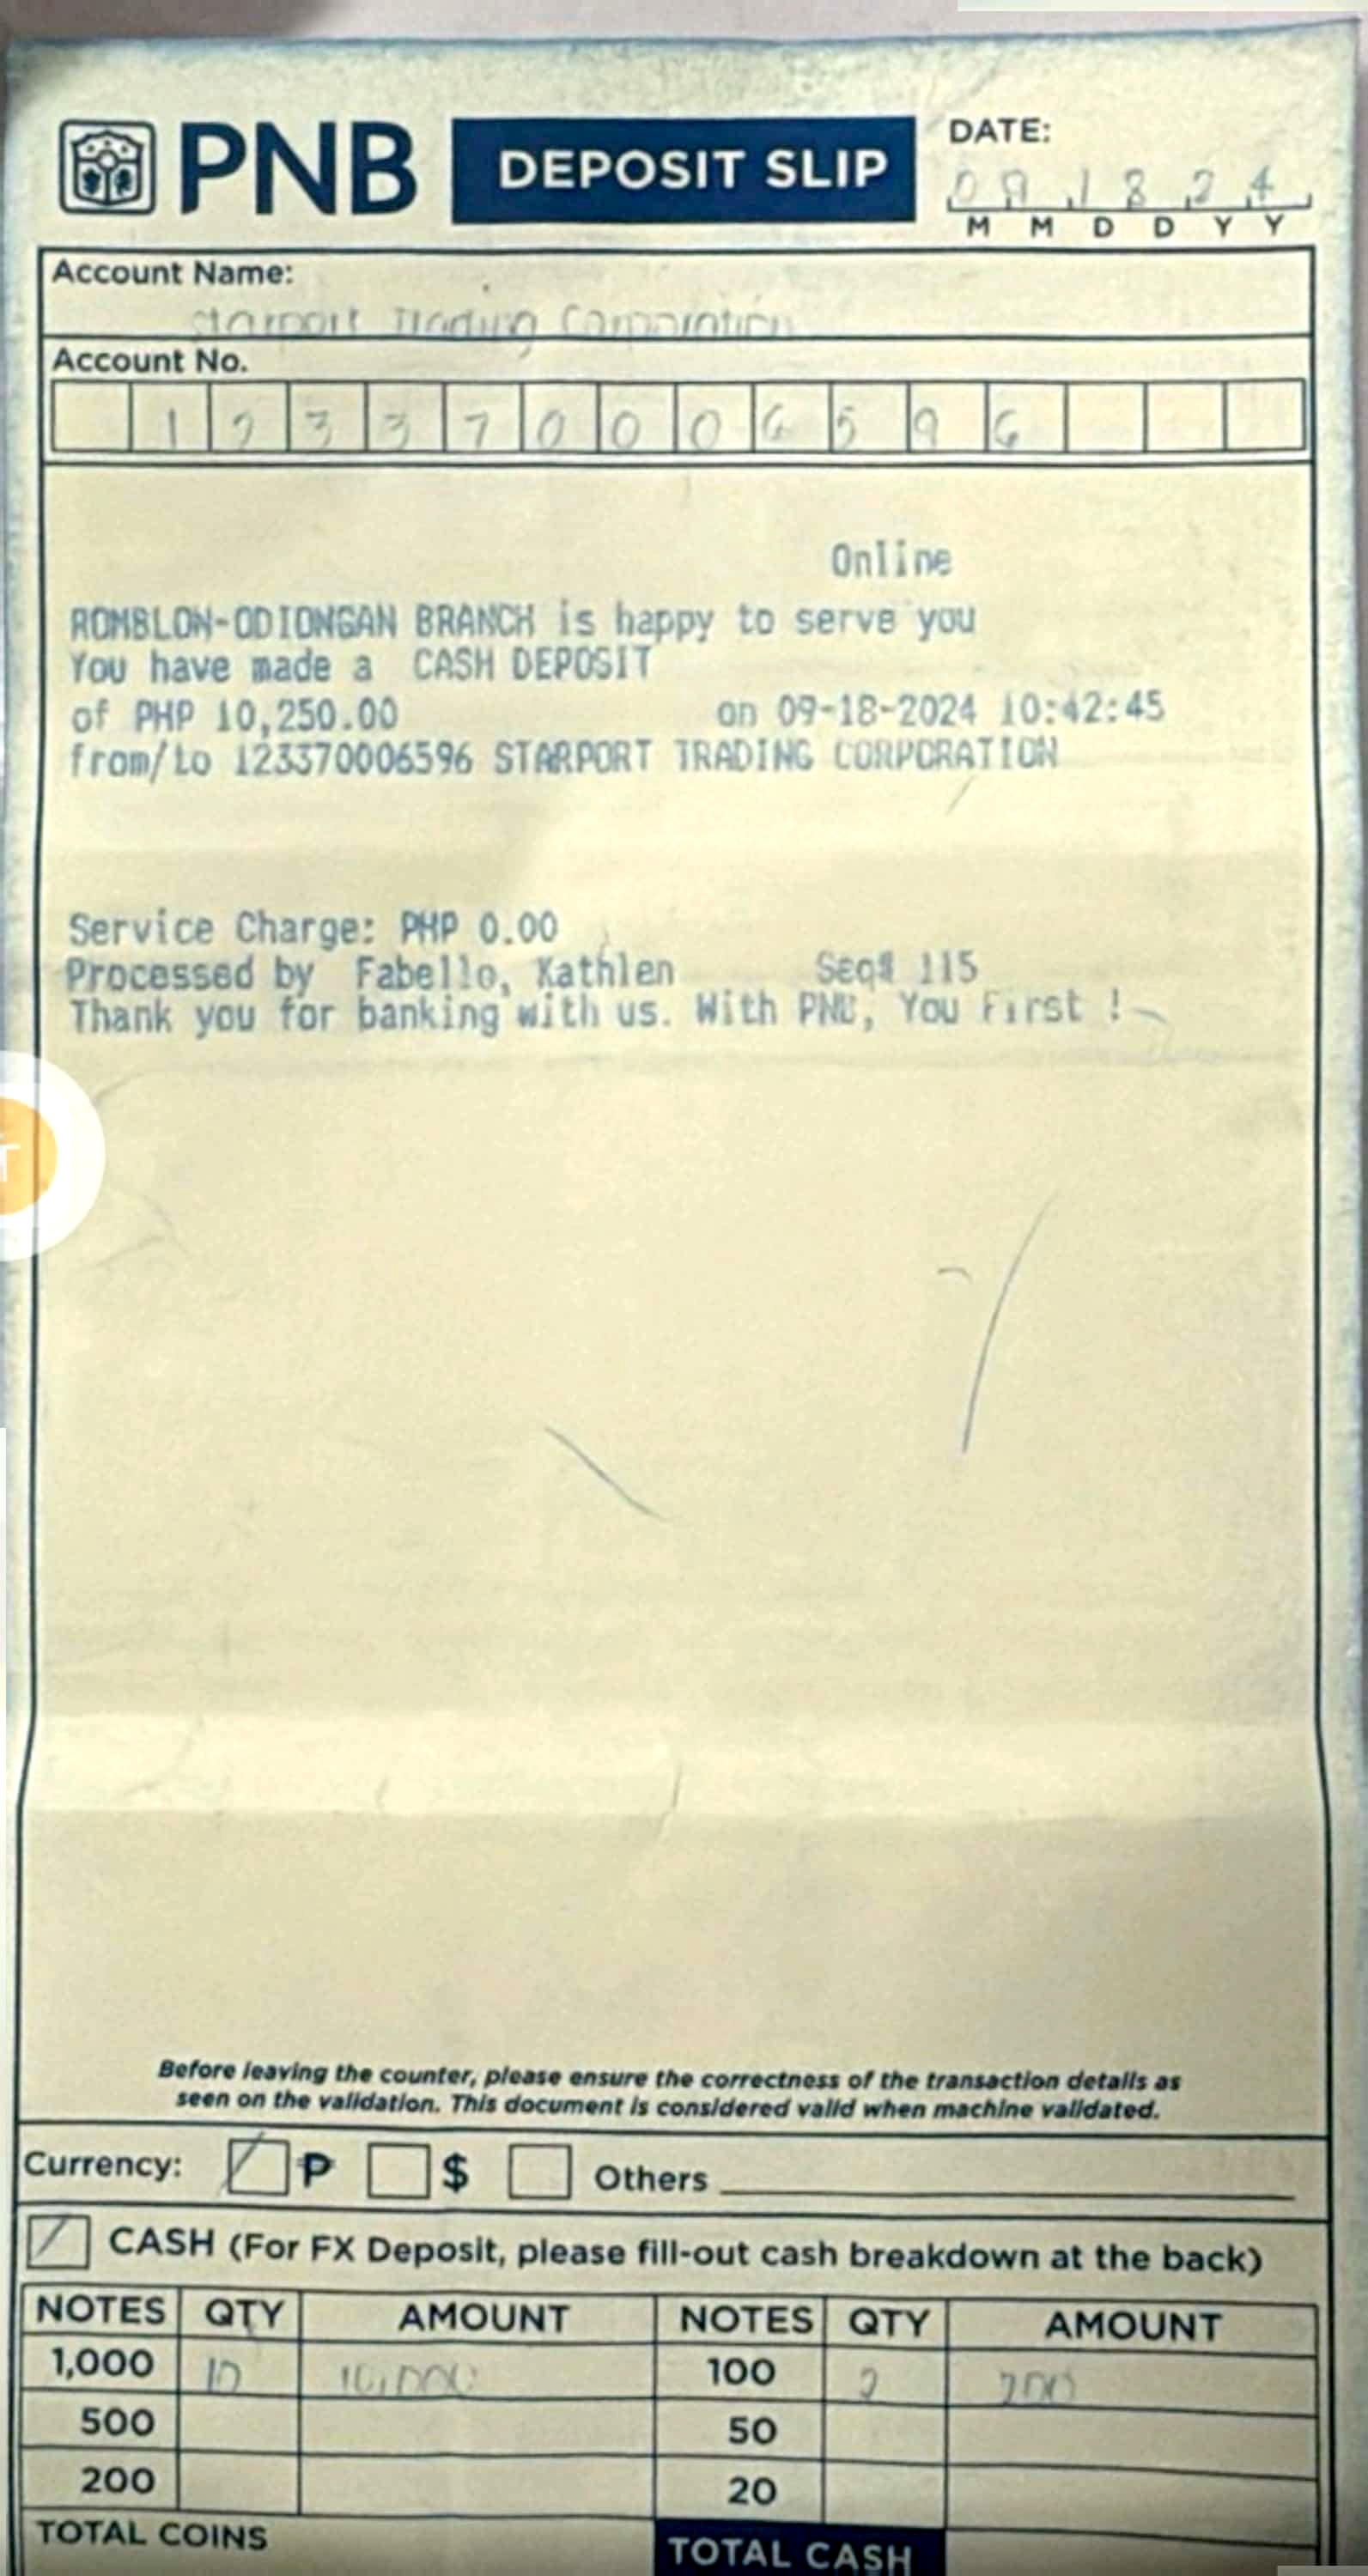 PNB DEPOSIT SLIP
DATE:
09 18 24
M M D D Y Y
Account Name:
Starport Trading Corporation
Account No.
1 2 3 3 7 0 0 0 6 5 9 6
Online
ROMBLON-ODIONGAN BRANCH is happy to serve you
You have made a CASH DEPOSIT
of PHP 10,250.00 on 09-18-2024 10:42:45
from/to 123370006596 STARPORT TRADING CORPORATION
Service Charge: PHP 0.00
Processed by Fabello, Kathlen Seq# 115
Thank you for banking with us. With PNB, You First !
Before leaving the counter, please ensure the correctness of the transaction details as
seen on the validation. This document is considered valid when machine validated.
Currency: P $ Others
CASH (For FX Deposit, please fill-out cash breakdown at the back)
NOTES QTY AMOUNT NOTES QTY AMOUNT
1,000 10 10,000 100 2 200
500 50
200 20
TOTAL COINS TOTAL CASH